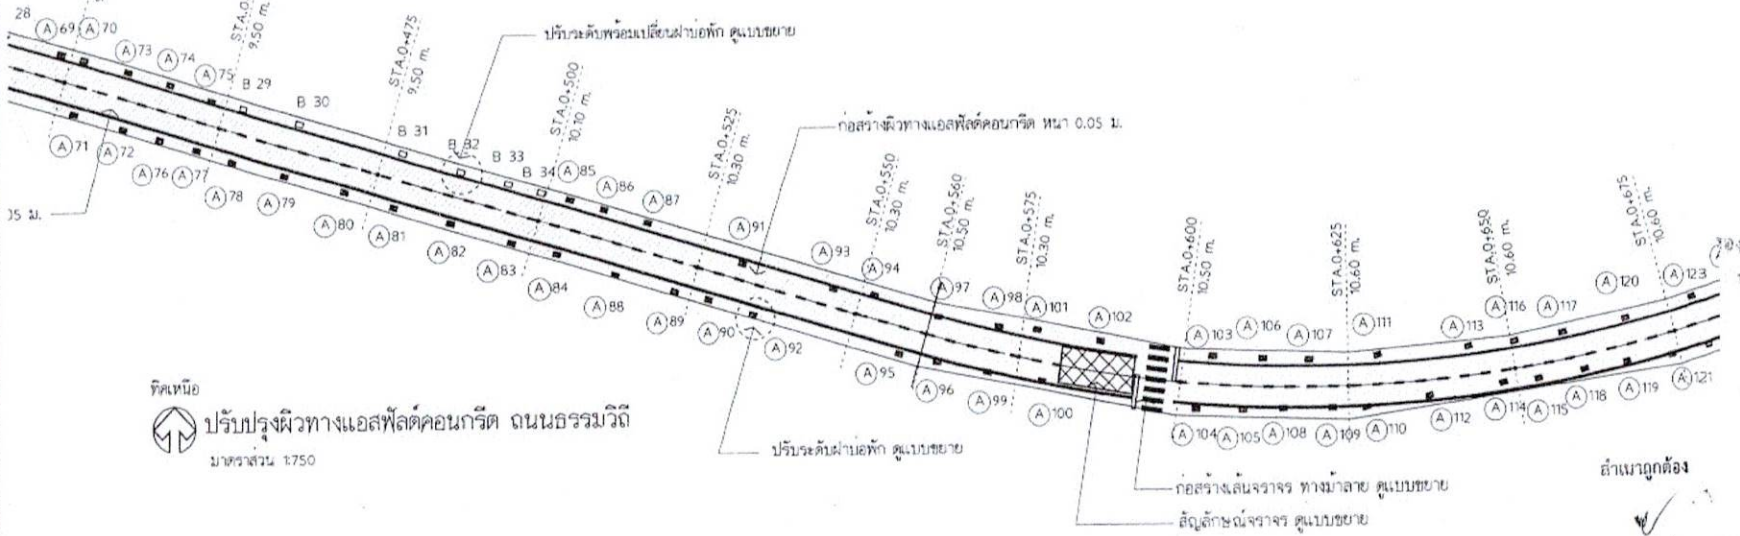 28
A 69
A 70
A 73
A 74
A 75
B 29
B 30
B 31
B 32
B 33
B 34
A 85
A 86
A 87
A 91
A 93
A 94
A 97
A 98
A 101
A 102
A 103
A 106
A 107
A 111
A 113
A 116
A 117
A 120
A 123
9.50 m.
STA.0+475
9.50 m.
STA.0+500
10.10 m.
STA.0+525
10.30 m.
STA.0+550
10.30 m.
STA.0+560
10.50 m.
STA.0+575
10.30 m.
STA.0+600
10.50 m.
STA.0+625
10.60 m.
STA.0+650
10.60 m.
STA.0+675
10.60 m.
ปรับระดับพร้อมเปลี่ยนฝาบ่อพัก ดูแบบขยาย
ก่อสร้างผิวทางแอสฟัลต์คอนกรีต หนา 0.05 ม.
A 71
A 72
A 76
A 77
A 78
A 79
A 80
A 81
A 82
A 83
A 84
A 88
A 89
A 90
A 92
A 95
A 96
A 99
A 100
A 104
A 105
A 108
A 109
A 110
A 112
A 114
A 115
A 118
A 119
A 121
05 ม.
ทิศเหนือ
ปรับปรุงผิวทางแอสฟัลต์คอนกรีต ถนนธรรมวิถี
มาตราส่วน 1:750
ปรับระดับฝาบ่อพัก ดูแบบขยาย
ก่อสร้างเส้นจราจร ทางม้าลาย ดูแบบขยาย
สัญลักษณ์จราจร ดูแบบขยาย
สำเนาถูกต้อง